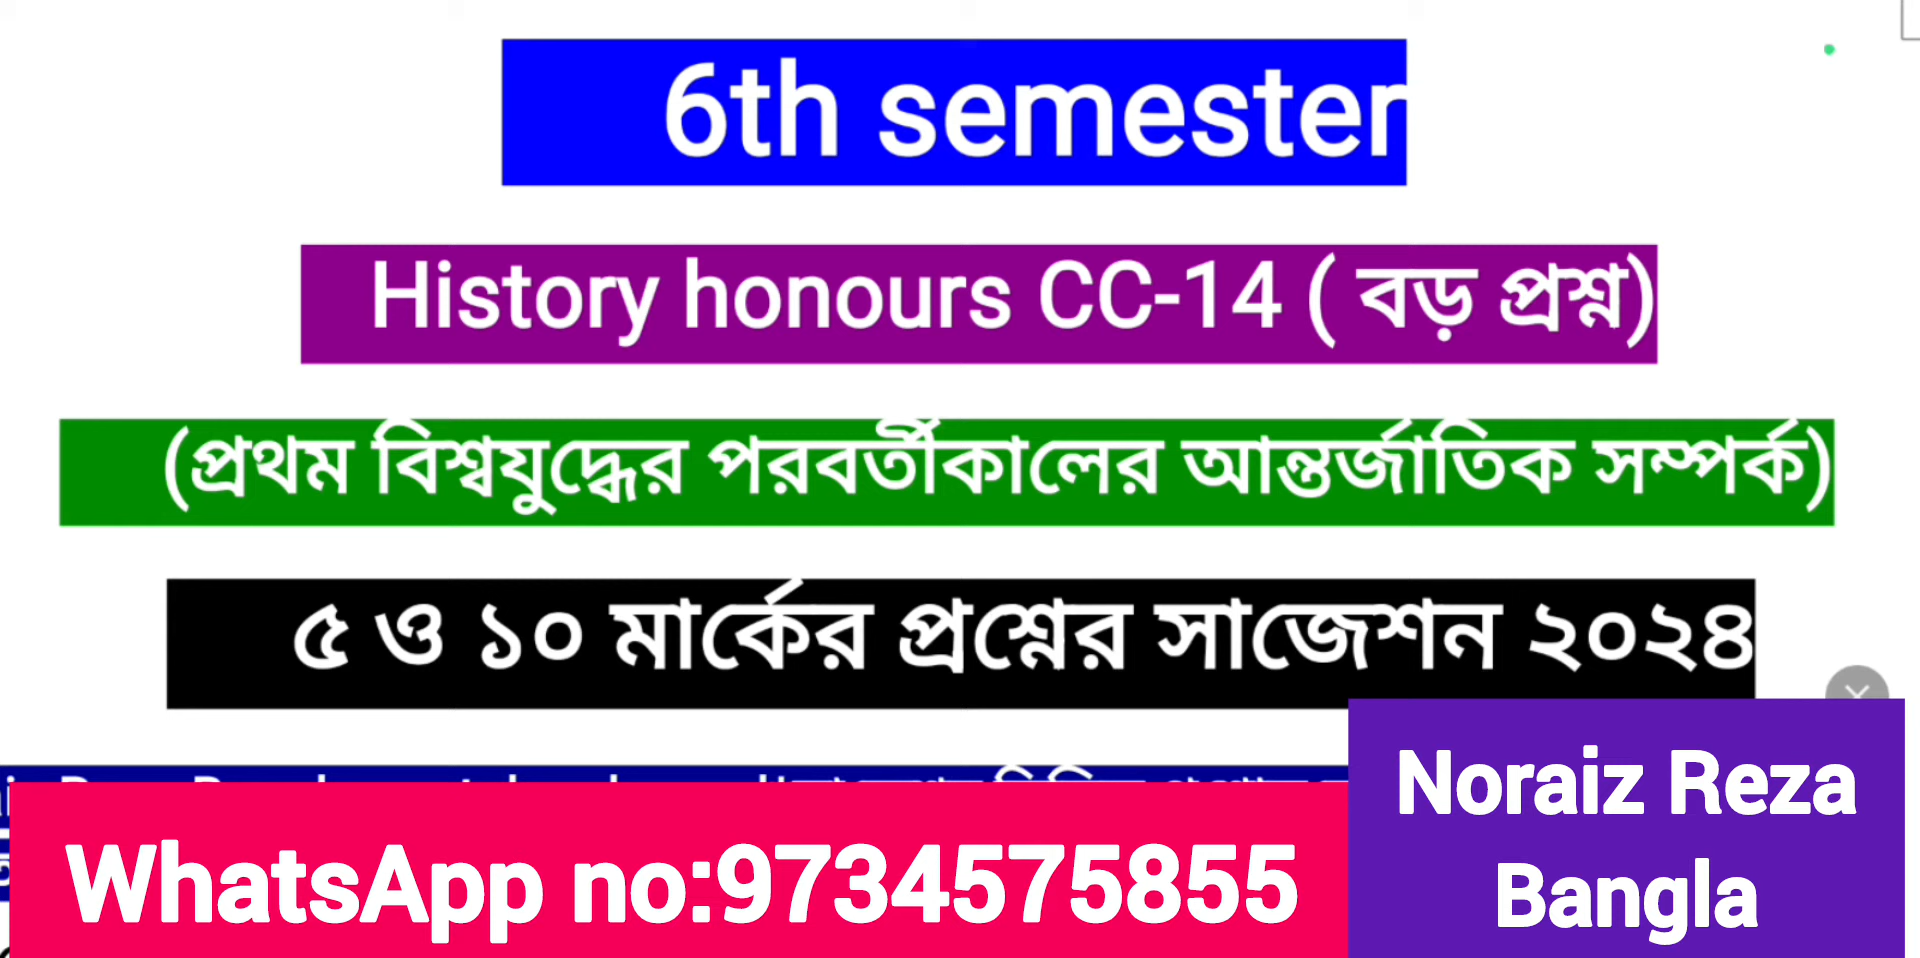 6th semester
History honours CC-14 ( বড় প্রশ্ন)
(প্রথম বিশ্বযুদ্ধের পরবর্তীকালের আন্তর্জাতিক সম্পর্ক)
৫ ও ১০ মার্কের প্রশ্নের সাজেশন ২০২৪
WhatsApp no:9734575855
Noraiz Reza
Bangla